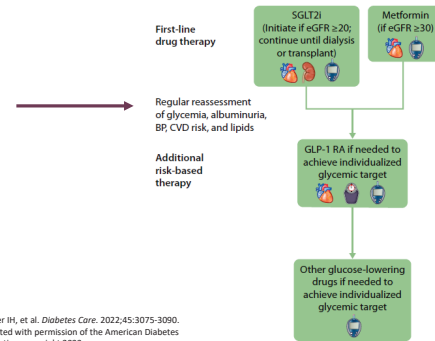 First-line
drug therapy
SGLT2i
(Initiate if eGFR ≥20;
continue until dialysis
or transplant)
Metformin
(if eGFR ≥30)
Regular reassessment
of glycemia, albuminuria,
BP, CVD risk, and lipids
Additional
risk-based
therapy
GLP-1 RA if needed to
achieve individualized
glycemic target
Other glucose-lowering
drugs if needed to
achieve individualized
glycemic target
er IH, et al. Diabetes Care. 2022;45:3075-3090.
ted with permission of the American Diabetes